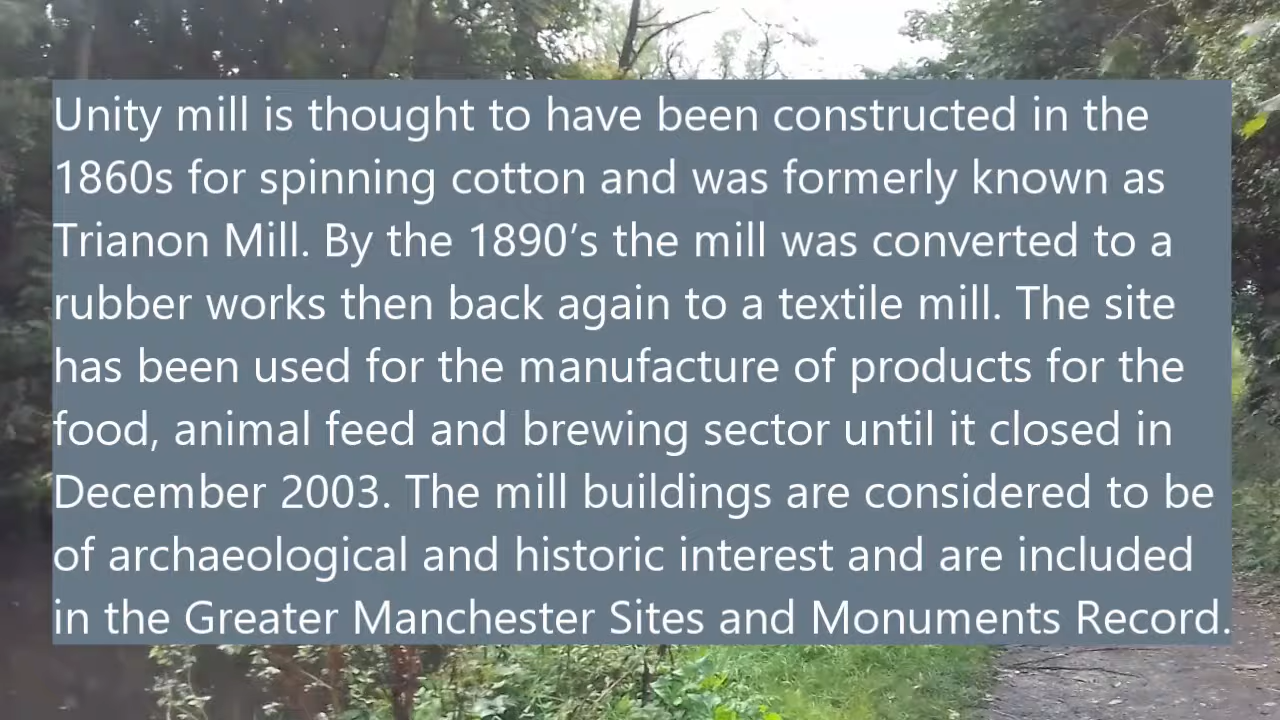 Unity mill is thought to have been constructed in the
1860s for spinning cotton and was formerly known as
Trianon Mill. By the 1890’s the mill was converted to a
rubber works then back again to a textile mill. The site
has been used for the manufacture of products for the
food, animal feed and brewing sector until it closed in
December 2003. The mill buildings are considered to be
of archaeological and historic interest and are included
in the Greater Manchester Sites and Monuments Record.